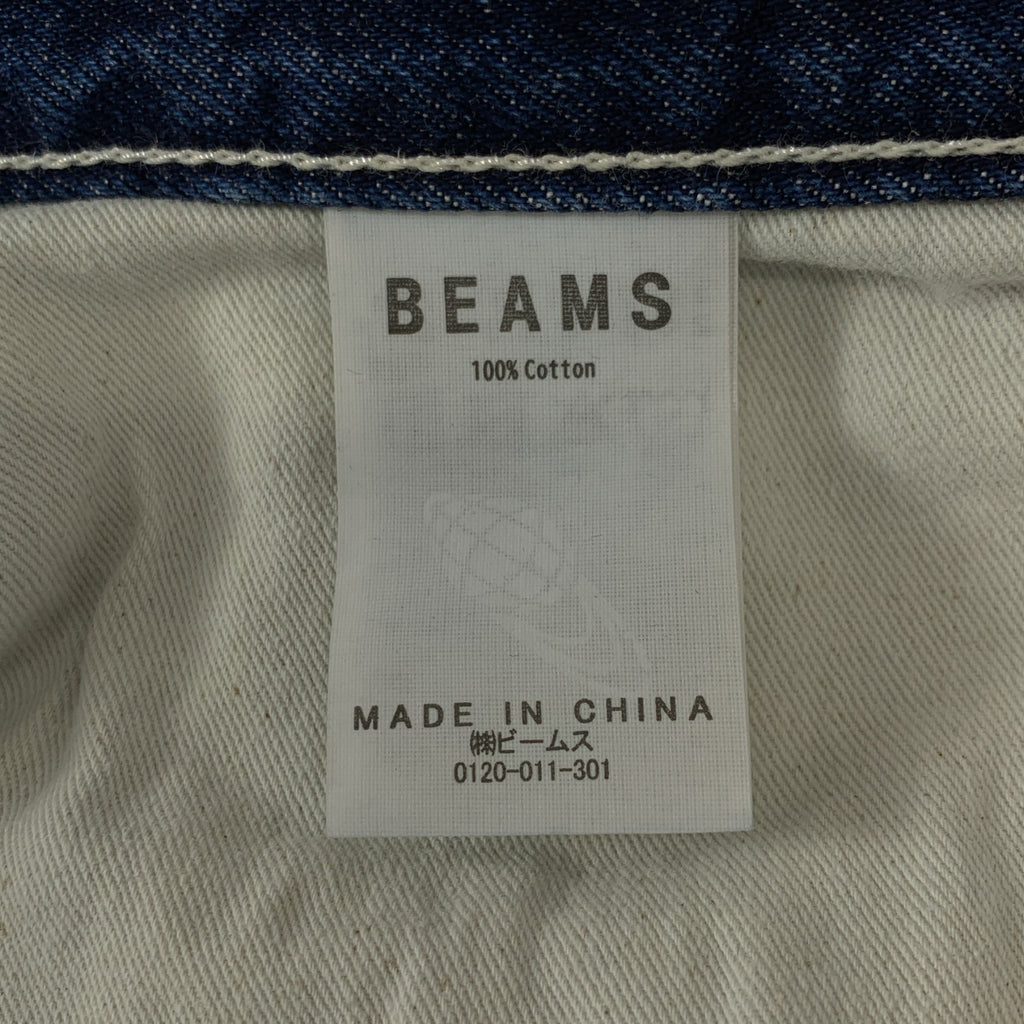 BEAMS
100% Cotton
MADE IN CHINA
㈱ビームス
0120-011-301